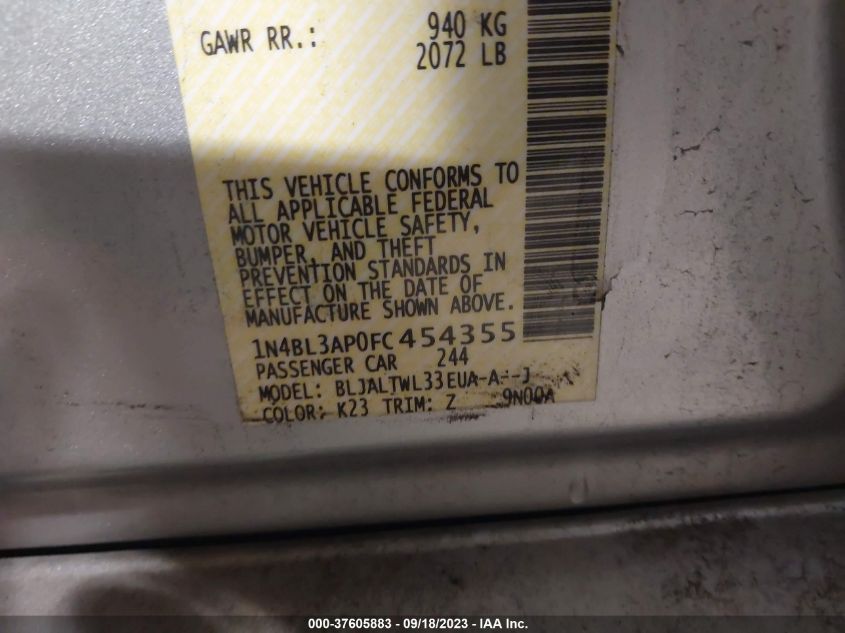 GAWR RR.: 940 KG
2072 LB
THIS VEHICLE CONFORMS TO
ALL APPLICABLE FEDERAL
MOTOR VEHICLE SAFETY,
BUMPER, AND THEFT
PREVENTION STANDARDS IN
EFFECT ON THE DATE OF
MANUFACTURE SHOWN ABOVE.
1N4BL3AP0FC454355
PASSENGER CAR 244
MODEL: BLJALTWL33EUA-A--J
COLOR: K23 TRIM: Z 9N00A
000-37605883 - 09/18/2023 - IAA Inc.